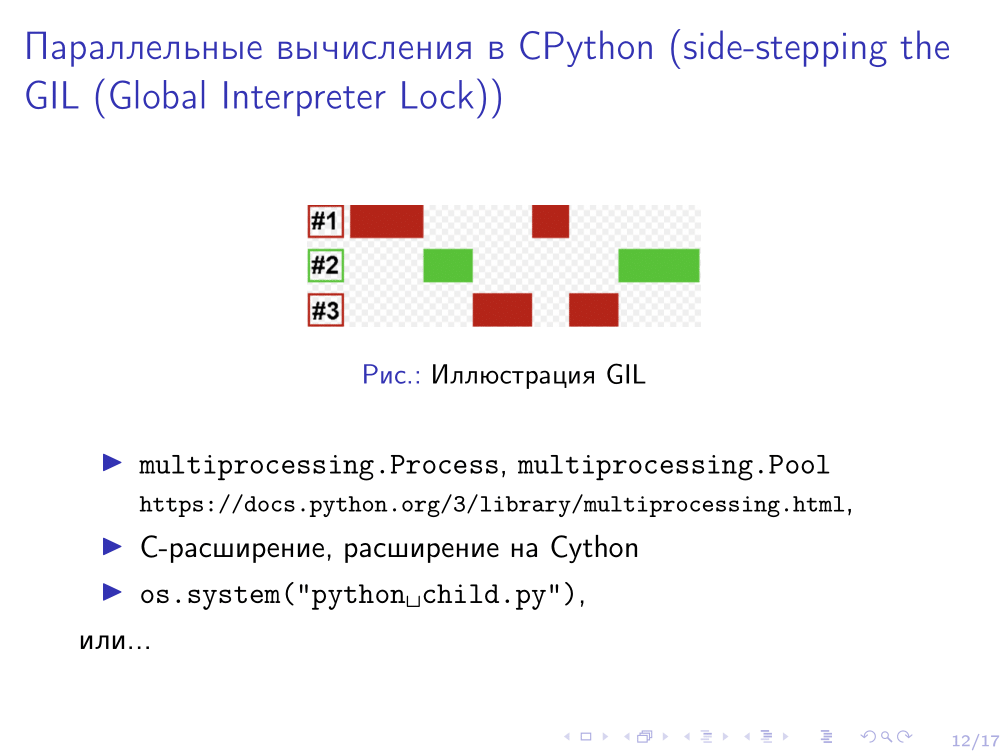 Параллельные вычисления в CPython (side-stepping the
GIL (Global Interpreter Lock))
#1
#2
#3
Рис.: Иллюстрация GIL
multiprocessing.Process, multiprocessing.Pool
https://docs.python.org/3/library/multiprocessing.html,
С-расширение, расширение на Cython
os.system("python␣child.py"),
или...
12/17